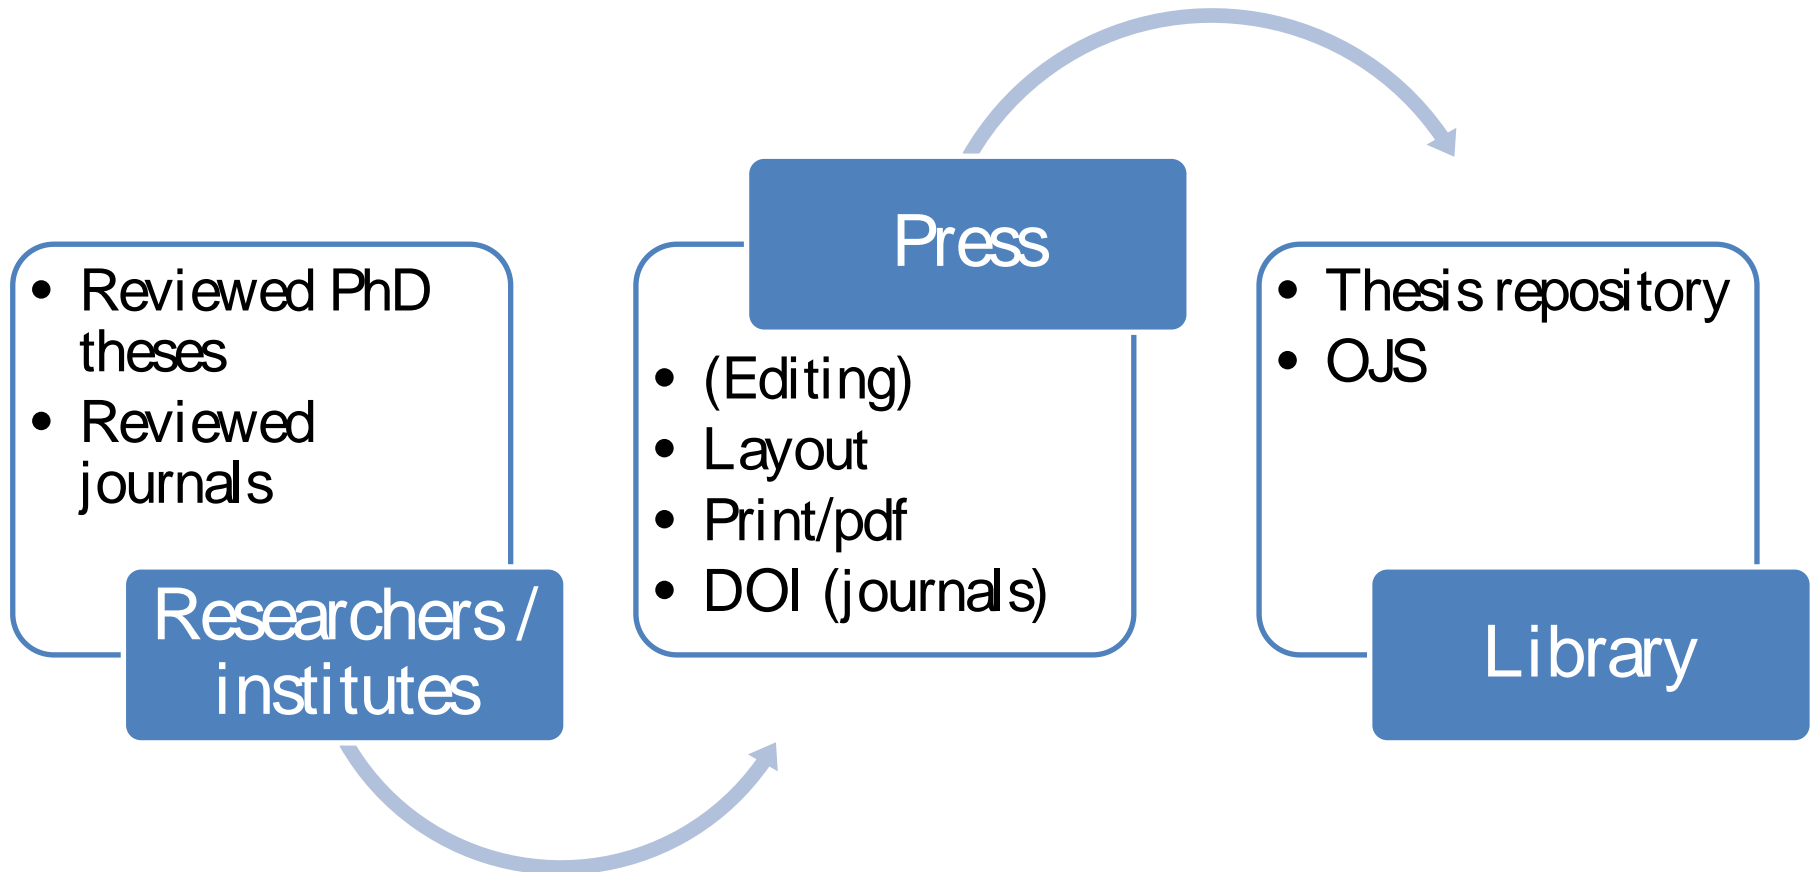 • Reviewed PhD
theses
• Reviewed
journals
Researchers /
institutes
Press
• (Editing)
• Layout
• Print/pdf
• DOI (journals)
• Thesis repository
• OJS
Library